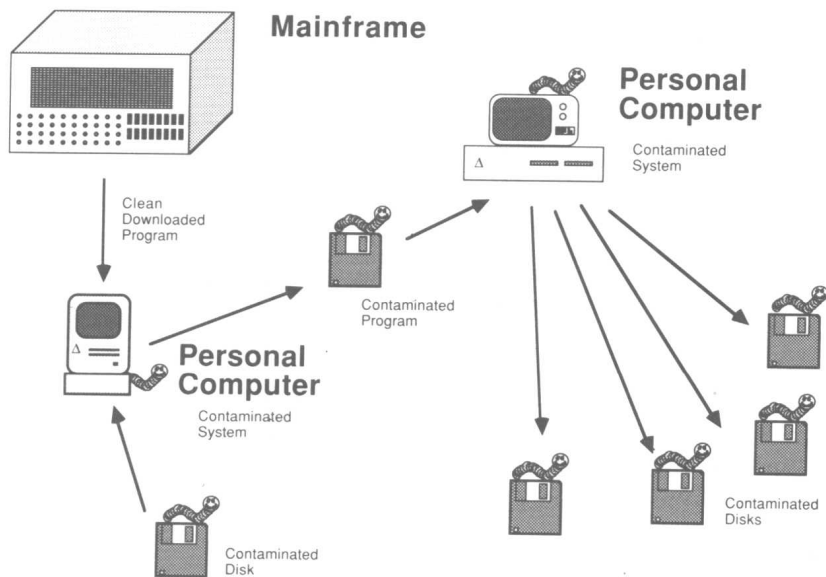 Mainframe
Personal
Computer
Contaminated
System
Clean
Downloaded
Program
Contaminated
Program
Personal
Computer
Contaminated
System
Contaminated
Disks
Contaminated
Disk